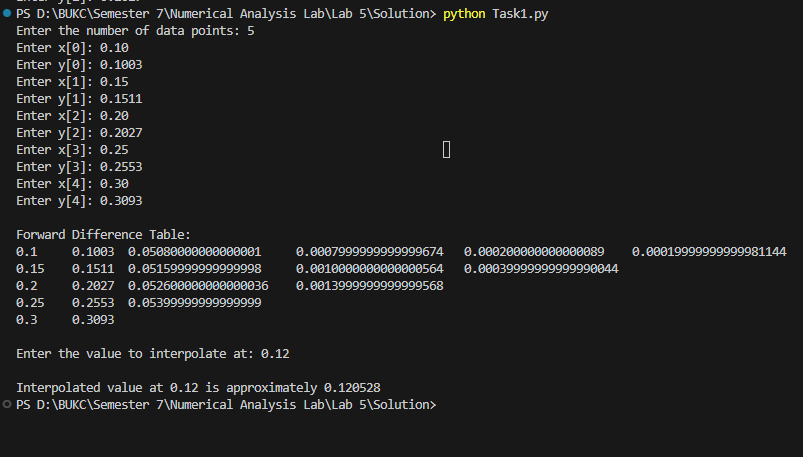 PS D:\BUKC\Semester 7\Numerical Analysis Lab\Lab 5\Solution> python Task1.py
Enter the number of data points: 5
Enter x[0]: 0.10
Enter y[0]: 0.1003
Enter x[1]: 0.15
Enter y[1]: 0.1511
Enter x[2]: 0.20
Enter y[2]: 0.2027
Enter x[3]: 0.25
Enter y[3]: 0.2553
Enter x[4]: 0.30
Enter y[4]: 0.3093
Forward Difference Table:
0.1 0.1003 0.05080000000000001 0.0007999999999999674 0.000200000000000089 0.00019999999999981144
0.15 0.1511 0.05159999999999998 0.0010000000000000564 0.00039999999999990044
0.2 0.2027 0.052600000000000036 0.0013999999999999568
0.25 0.2553 0.05399999999999999
0.3 0.3093
Enter the value to interpolate at: 0.12
Interpolated value at 0.12 is approximately 0.120528
PS D:\BUKC\Semester 7\Numerical Analysis Lab\Lab 5\Solution>